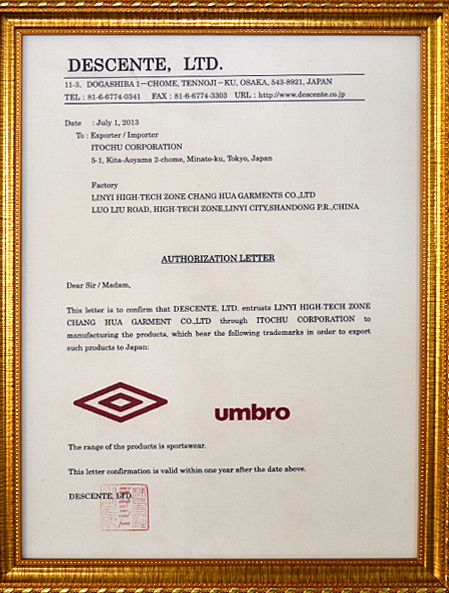 DESCENTE, LTD.
11-3, DOGASHIBA 1-CHOME, TENNOJI-KU, OSAKA, 543-8921, JAPAN
TEL : 81-6-6774-0341 FAX : 81-6-6774-3303 URL : http://www.descente.co.jp
Date : July 1, 2013
To : Exporter / Importer
ITOCHU CORPORATION
5-1, Kita-Aoyama 2-chome, Minato-ku, Tokyo, Japan
Factory
LINYI HIGH-TECH ZONE CHANG HUA GARMENTS CO.,LTD
LUO LIU ROAD, HIGH-TECH ZONE,LINYI CITY,SHANDONG P.R.,CHINA
AUTHORIZATION LETTER
Dear Sir / Madam,
This letter is to confirm that DESCENTE, LTD. entrusts LINYI HIGH-TECH ZONE
CHANG HUA GARMENT CO.,LTD through ITOCHU CORPORATION to
manufacturing the products, which bear the following trademarks in order to export
such products to Japan:
umbro
The range of the products is sportswear.
This letter confirmation is valid within one year after the date above.
DESCENTE, LTD.